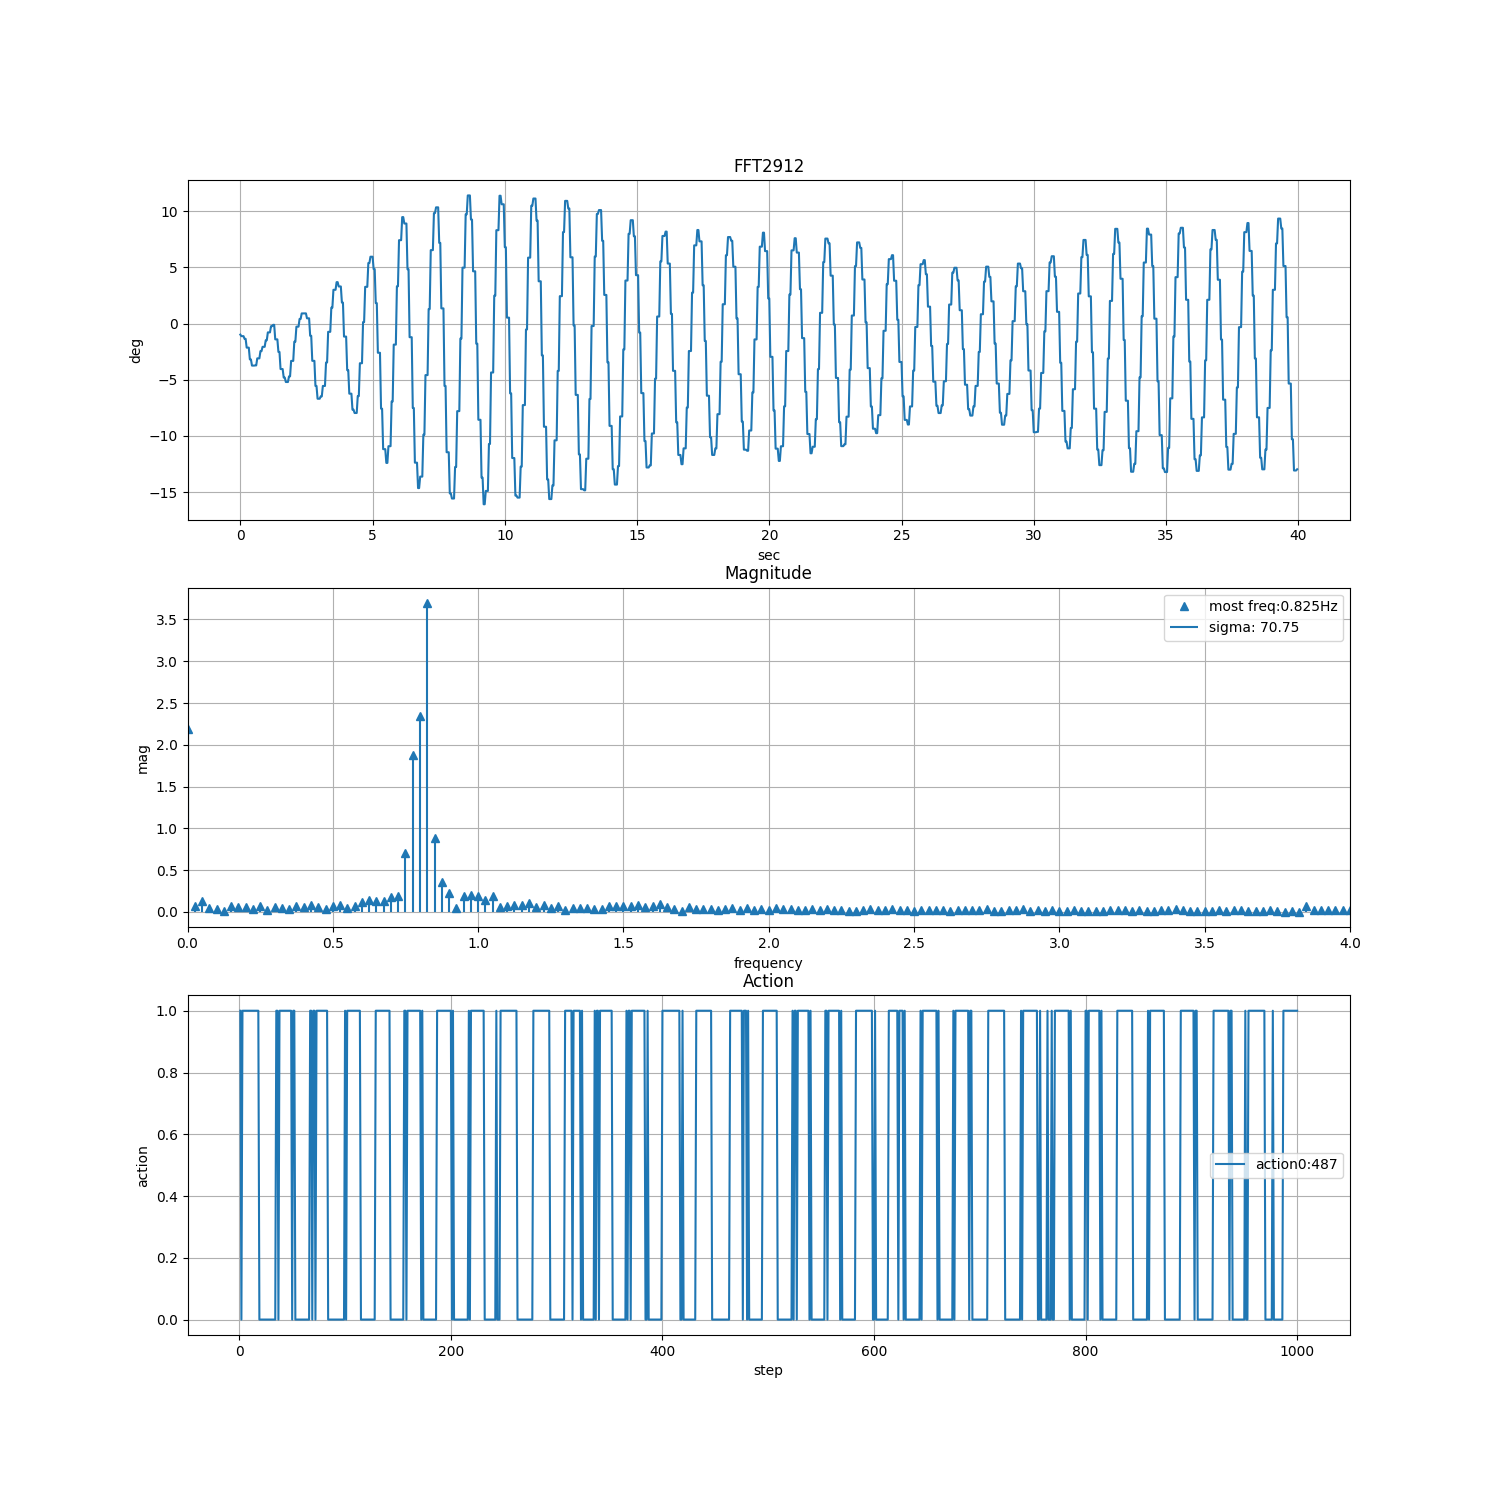 FFT2912
10
5
0
−5
−10
−15
deg
0 5 10 15 20 25 30 35 40
sec
Magnitude
3.5
3.0
2.5
2.0
1.5
1.0
0.5
0.0
mag
most freq:0.825Hz
sigma: 70.75
0.0 0.5 1.0 1.5 2.0 2.5 3.0 3.5 4.0
frequency
Action
1.0
0.8
0.6
0.4
0.2
0.0
action
action0:487
0 200 400 600 800 1000
step